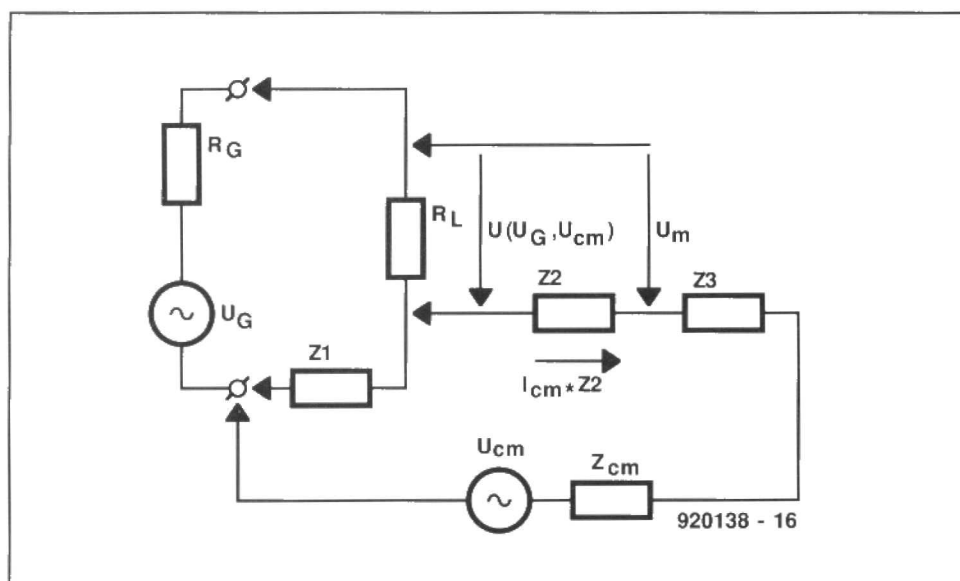 RG
RL
U(UG,Ucm)
Um
Z2
Z3
UG
Z1
Icm*Z2
Ucm
Zcm
920138 - 16